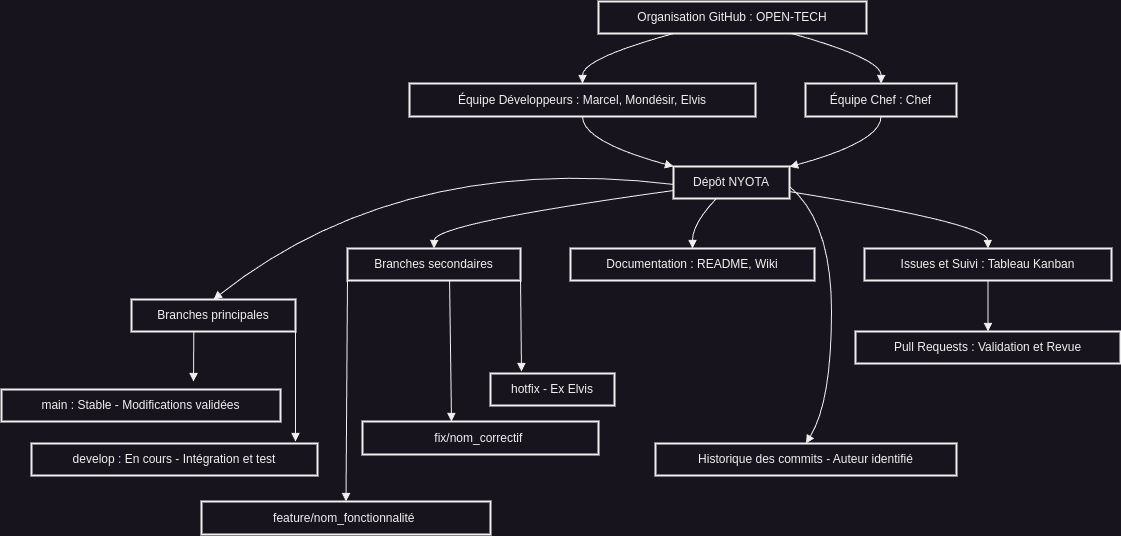 Organisation GitHub : OPEN-TECH
Équipe Développeurs : Marcel, Mondésir, Elvis
Équipe Chef : Chef
Dépôt NYOTA
Branches secondaires
Documentation : README, Wiki
Issues et Suivi : Tableau Kanban
Branches principales
Pull Requests : Validation et Revue
hotfix - Ex Elvis
main : Stable - Modifications validées
fix/nom_correctif
develop : En cours - Intégration et test
Historique des commits - Auteur identifié
feature/nom_fonctionnalité